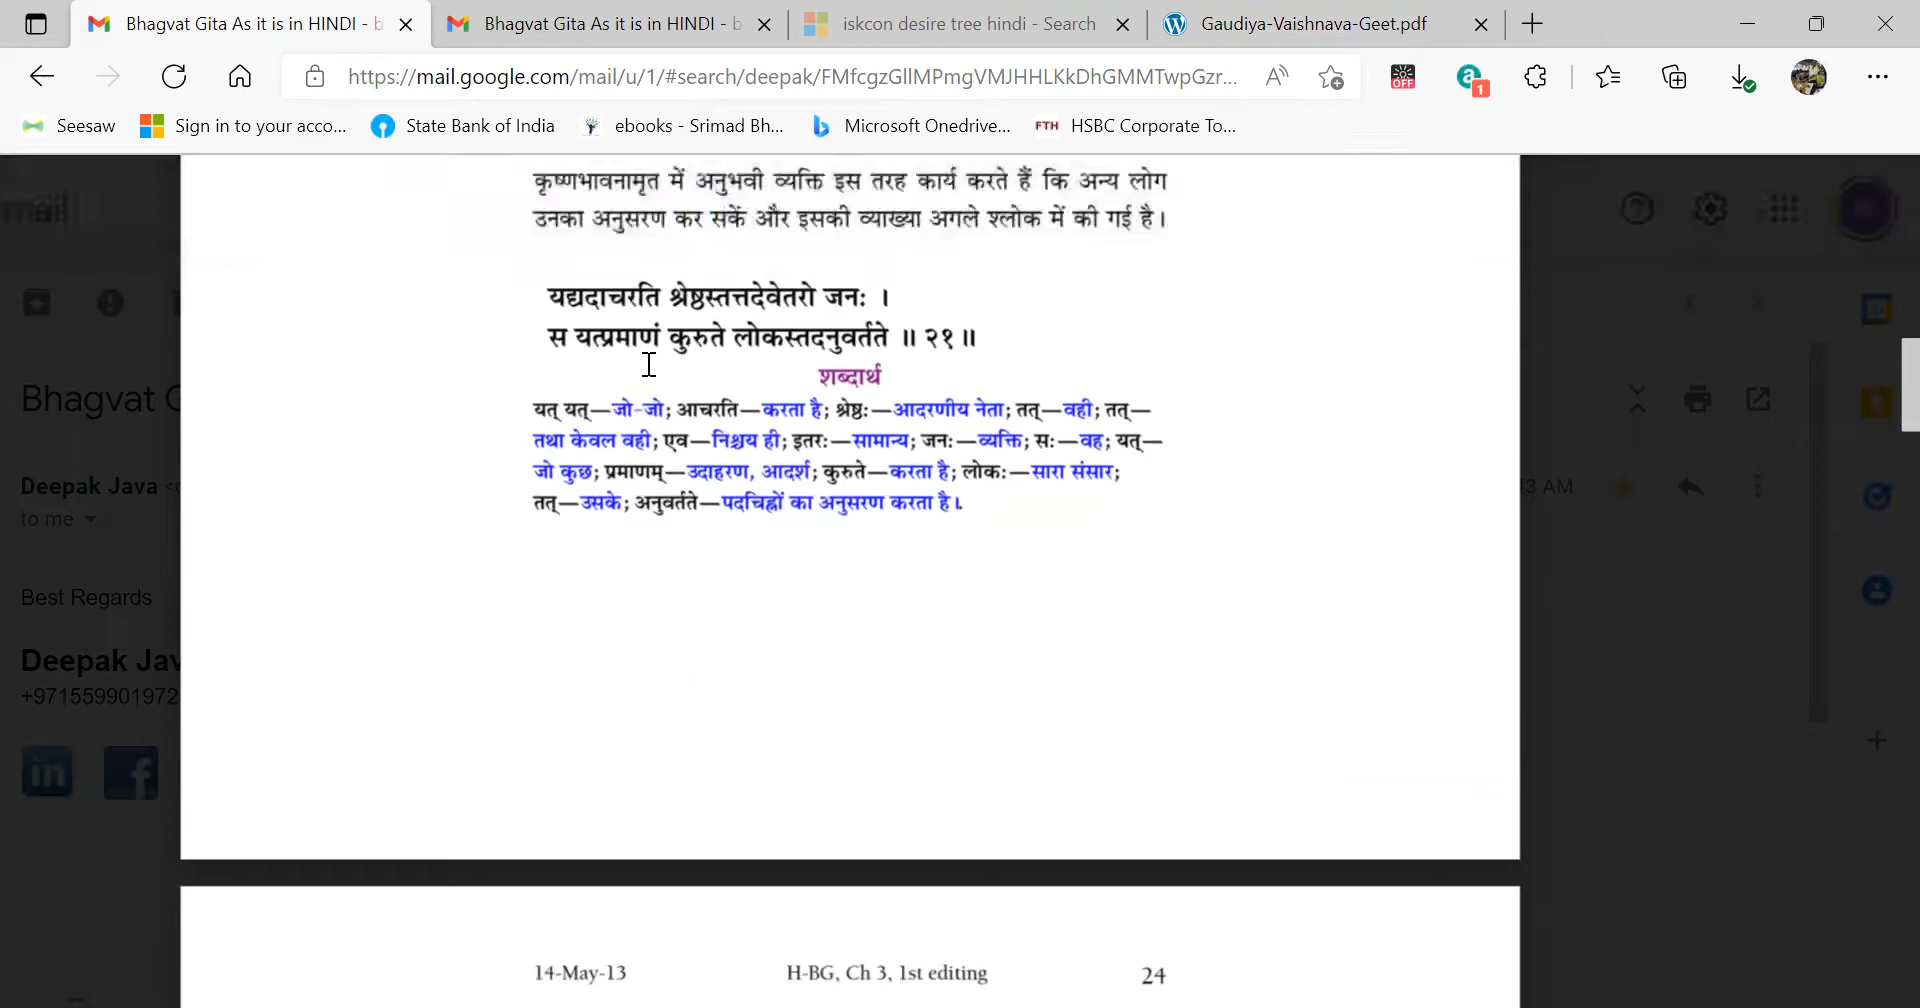 Bhagvat Gita As it is in HINDI - b
Bhagvat Gita As it is in HINDI - b
iskcon desire tree hindi - Search
Gaudiya-Vaishnava-Geet.pdf
https://mail.google.com/mail/u/1/#search/deepak/FMfcgzGllMPmgVMJHHLKkDhGMMTwpGzr...
OFF
1
Seesaw
Sign in to your acco...
State Bank of India
ebooks - Srimad Bh...
Microsoft Onedrive...
FTH HSBC Corporate To...
कृष्णभावनामृत में अनुभवी व्यक्ति इस तरह कार्य करते हैं कि अन्य लोग
उनका अनुसरण कर सकें और इसकी व्याख्या अगले श्लोक में की गई है।
यद्यदाचरति श्रेष्ठस्तत्तदेवेतरो जनः ।
स यत्प्रमाणं कुरुते लोकस्तदनुवर्तते ॥ २१॥
शब्दार्थ
यत् यत्—जो-जो; आचरति—करता है; श्रेष्ठः—आदरणीय नेता; तत्—वही; तत्—
तथा केवल वही; एव—निश्चय ही; इतरः—सामान्य; जनः—व्यक्ति; सः—वह; यत्—
जो कुछ; प्रमाणम्—उदाहरण, आदर्श; कुरुते—करता है; लोकः—सारा संसार;
तत्—उसके; अनुवर्तते—पदचिह्नों का अनुसरण करता है।
Bhagvat G
Deepak Java
13 AM
to me
Best Regards
Deepak Jav
+971559901972
in
f
14-May-13
H-BG, Ch 3, 1st editing
24